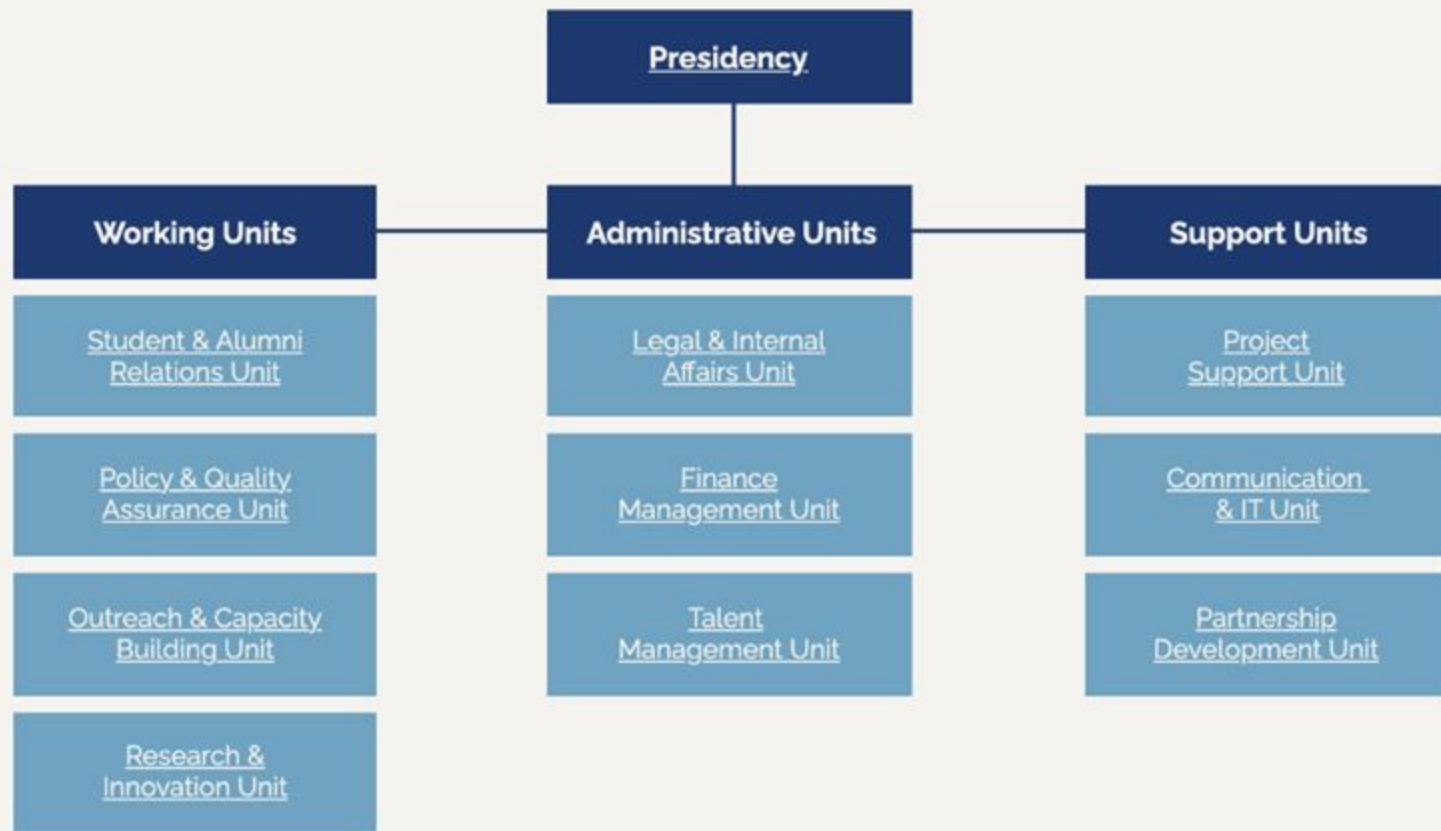 Presidency
Working Units
Administrative Units
Support Units
Student & Alumni
Relations Unit
Legal & Internal
Affairs Unit
Project
Support Unit
Policy & Quality
Assurance Unit
Finance
Management Unit
Communication
& IT Unit
Outreach & Capacity
Building Unit
Talent
Management Unit
Partnership
Development Unit
Research &
Innovation Unit